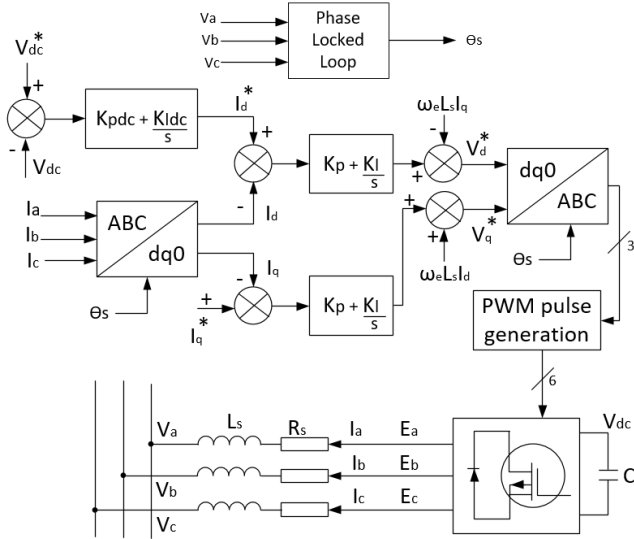 Va
Vb
Vc
Phase
Locked
Loop
θs
Vdc*
+
-
Vdc
Kpdc + KIdc
s
Id*
+
-
Id
Kp + KI
s
ωeLsIq
-
+
Vd*
dq0
ABC
θs
3
Ia
Ib
Ic
ABC
dq0
θs
Iq
-
+
Iq*
Kp + KI
s
+
+
ωeLsId
Vq*
PWM pulse
generation
6
Va
Ls
Rs
Ia
Ea
Vb
Ib
Eb
Vc
Ic
Ec
Vdc
C